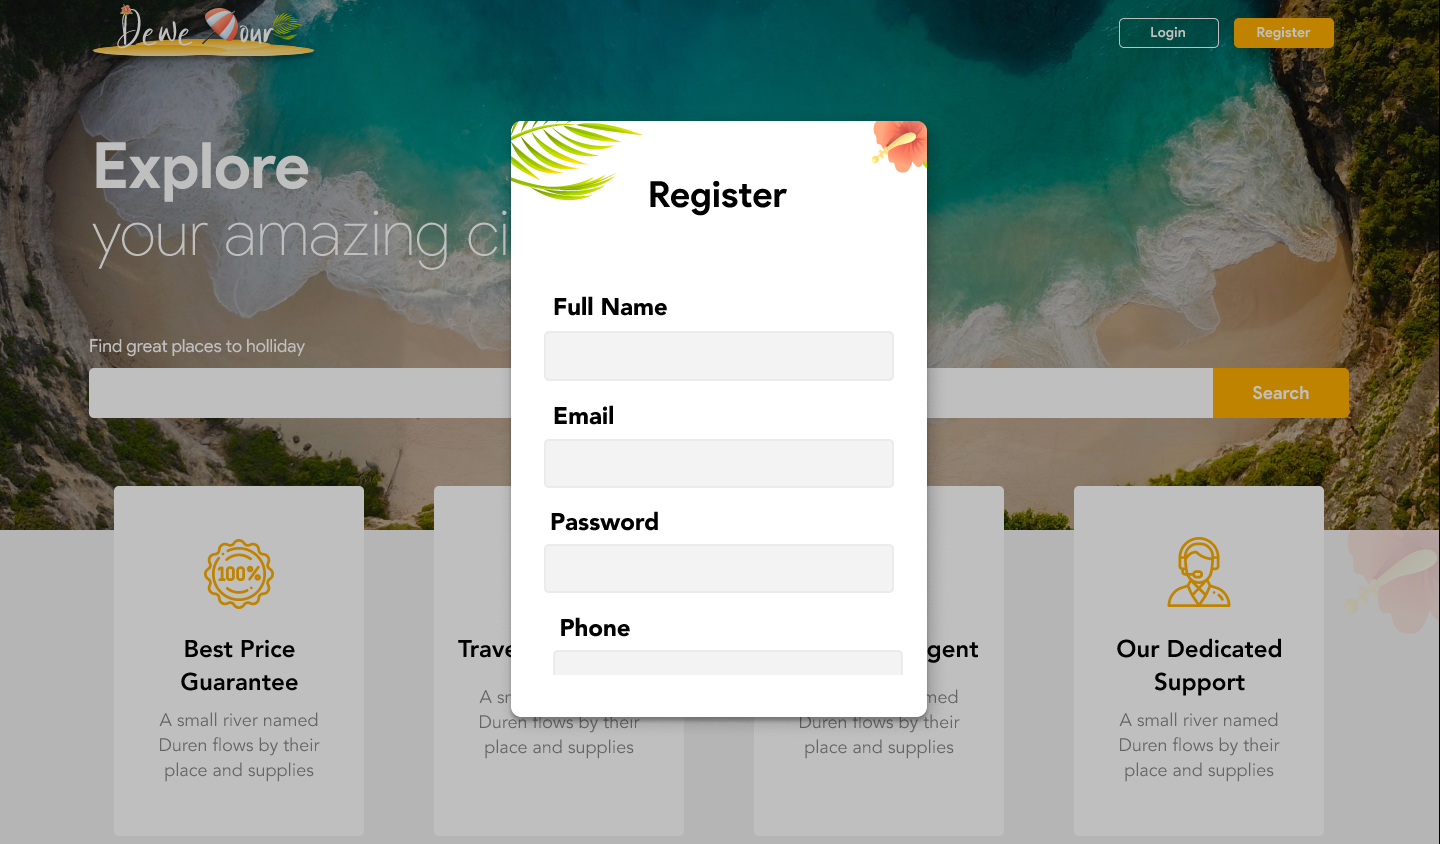 Dewe Tour
Login
Register
Explore
your amazing ci
Find great places to holliday
Search
Register
Full Name
Email
Password
Phone
100%
Best Price
Guarantee
A small river named
Duren flows by their
place and supplies
Trave
A sm
Duren flows by their
place and supplies
gent
med
Duren flows by their
place and supplies
Our Dedicated
Support
A small river named
Duren flows by their
place and supplies